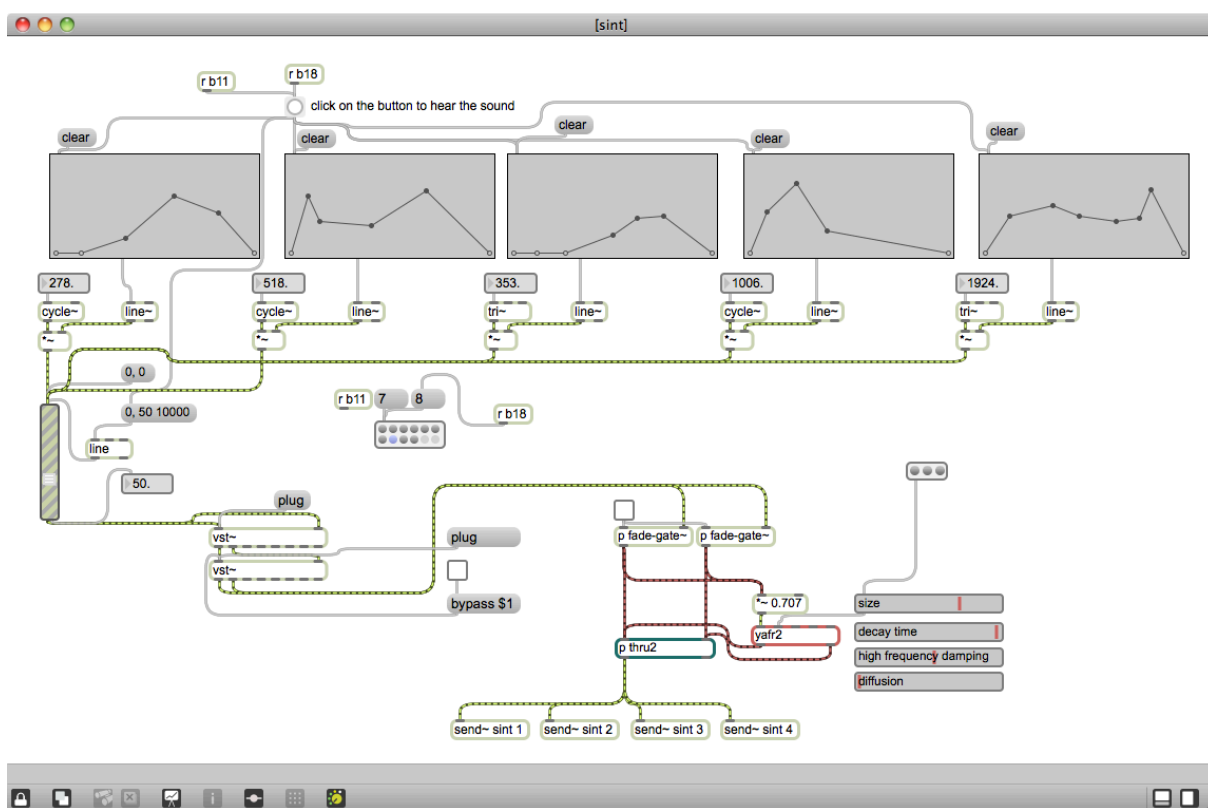 [sint]
r b11
r b18
click on the button to hear the sound
clear
clear
clear
clear
clear
278.
518.
353.
1006.
1924.
cycle~
line~
cycle~
line~
tri~
line~
cycle~
line~
tri~
line~
*~
*~
*~
*~
*~
0, 0
0, 50 10000
line
r b11
7
8
r b18
50.
plug
vst~
vst~
plug
bypass $1
p fade-gate~
p fade-gate~
*~ 0.707
yafr2
p thru2
size
decay time
high frequency damping
diffusion
send~ sint 1
send~ sint 2
send~ sint 3
send~ sint 4